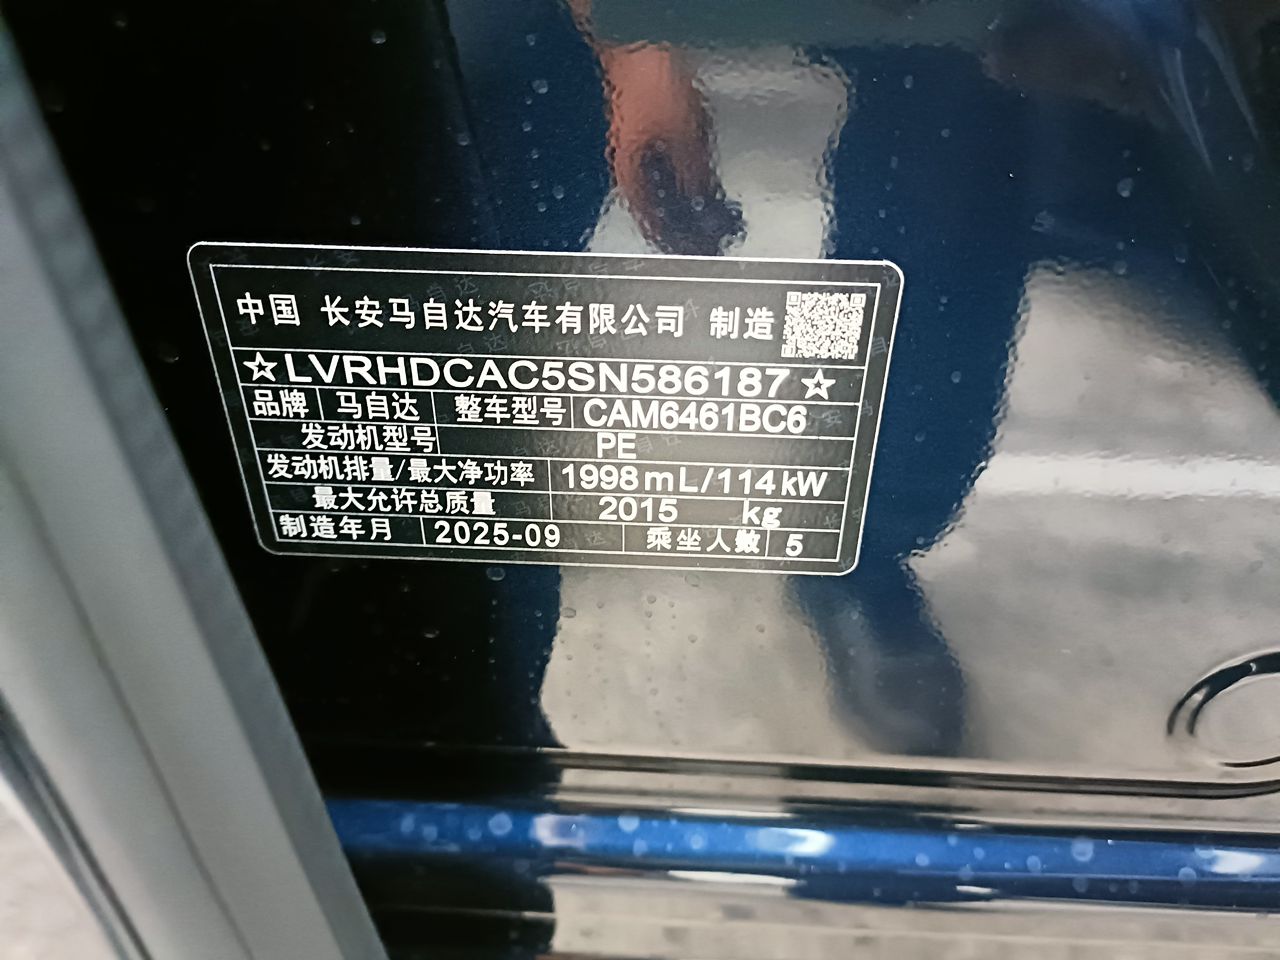 中国 长安马自达汽车有限公司 制造
☆LVRHDCAC5SN586187☆
品牌 马自达 整车型号 CAM6461BC6
发动机型号 PE
发动机排量/最大净功率 1998mL/114kW
最大允许总质量 2015 kg
制造年月 2025-09 乘坐人数 5